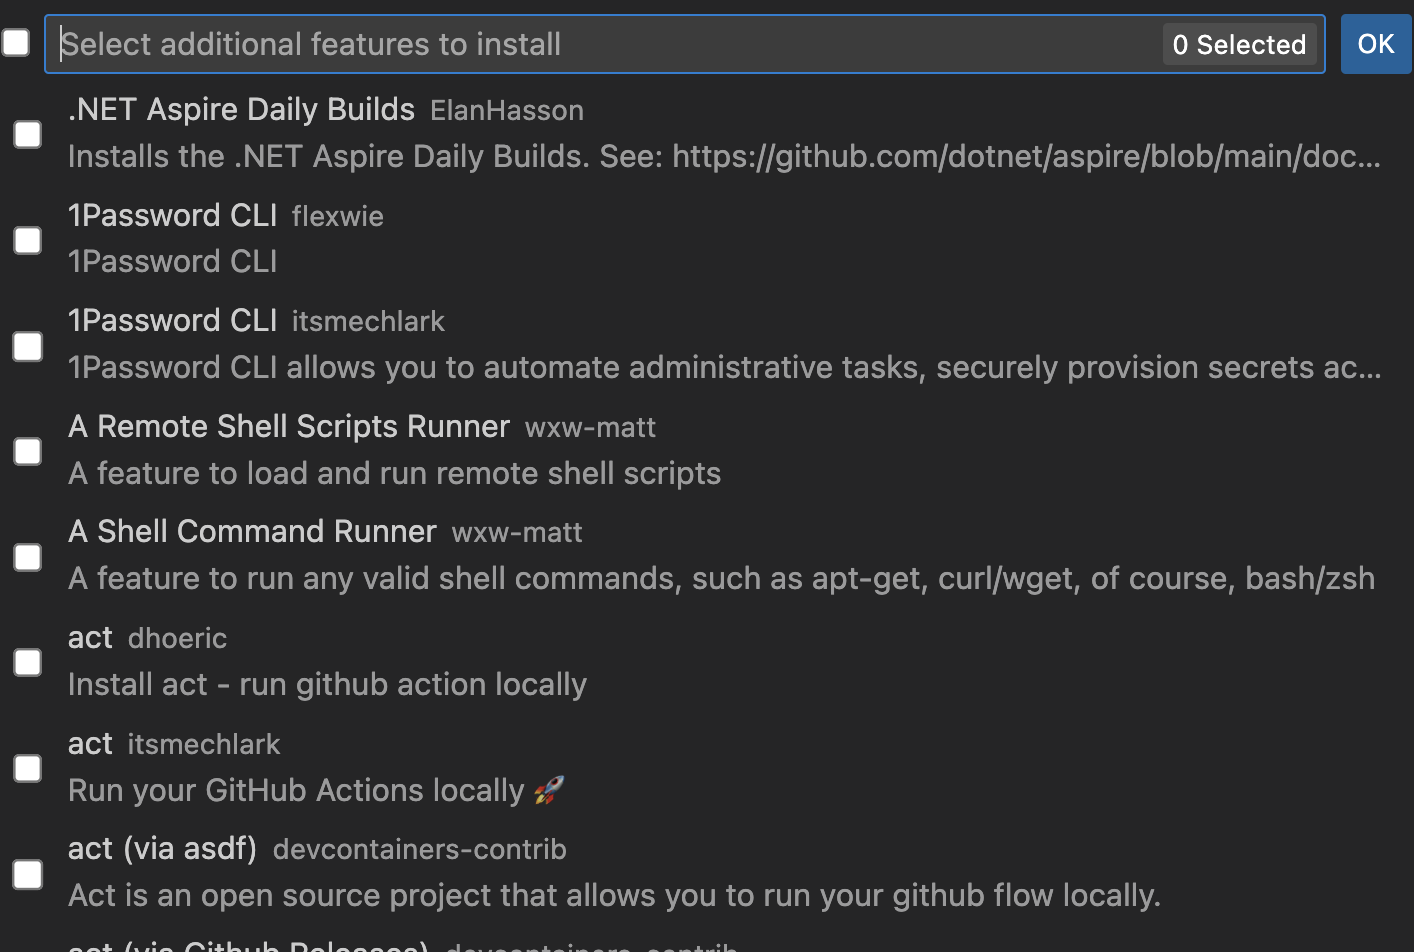 Select additional features to install 0 Selected OK
.NET Aspire Daily Builds ElanHasson
Installs the .NET Aspire Daily Builds. See: https://github.com/dotnet/aspire/blob/main/doc...
1Password CLI flexwie
1Password CLI
1Password CLI itsmechlark
1Password CLI allows you to automate administrative tasks, securely provision secrets ac...
A Remote Shell Scripts Runner wxw-matt
A feature to load and run remote shell scripts
A Shell Command Runner wxw-matt
A feature to run any valid shell commands, such as apt-get, curl/wget, of course, bash/zsh
act dhoeric
Install act - run github action locally
act itsmechlark
Run your GitHub Actions locally 🚀
act (via asdf) devcontainers-contrib
Act is an open source project that allows you to run your github flow locally.
act (via Github Releases) devcontainers-contrib